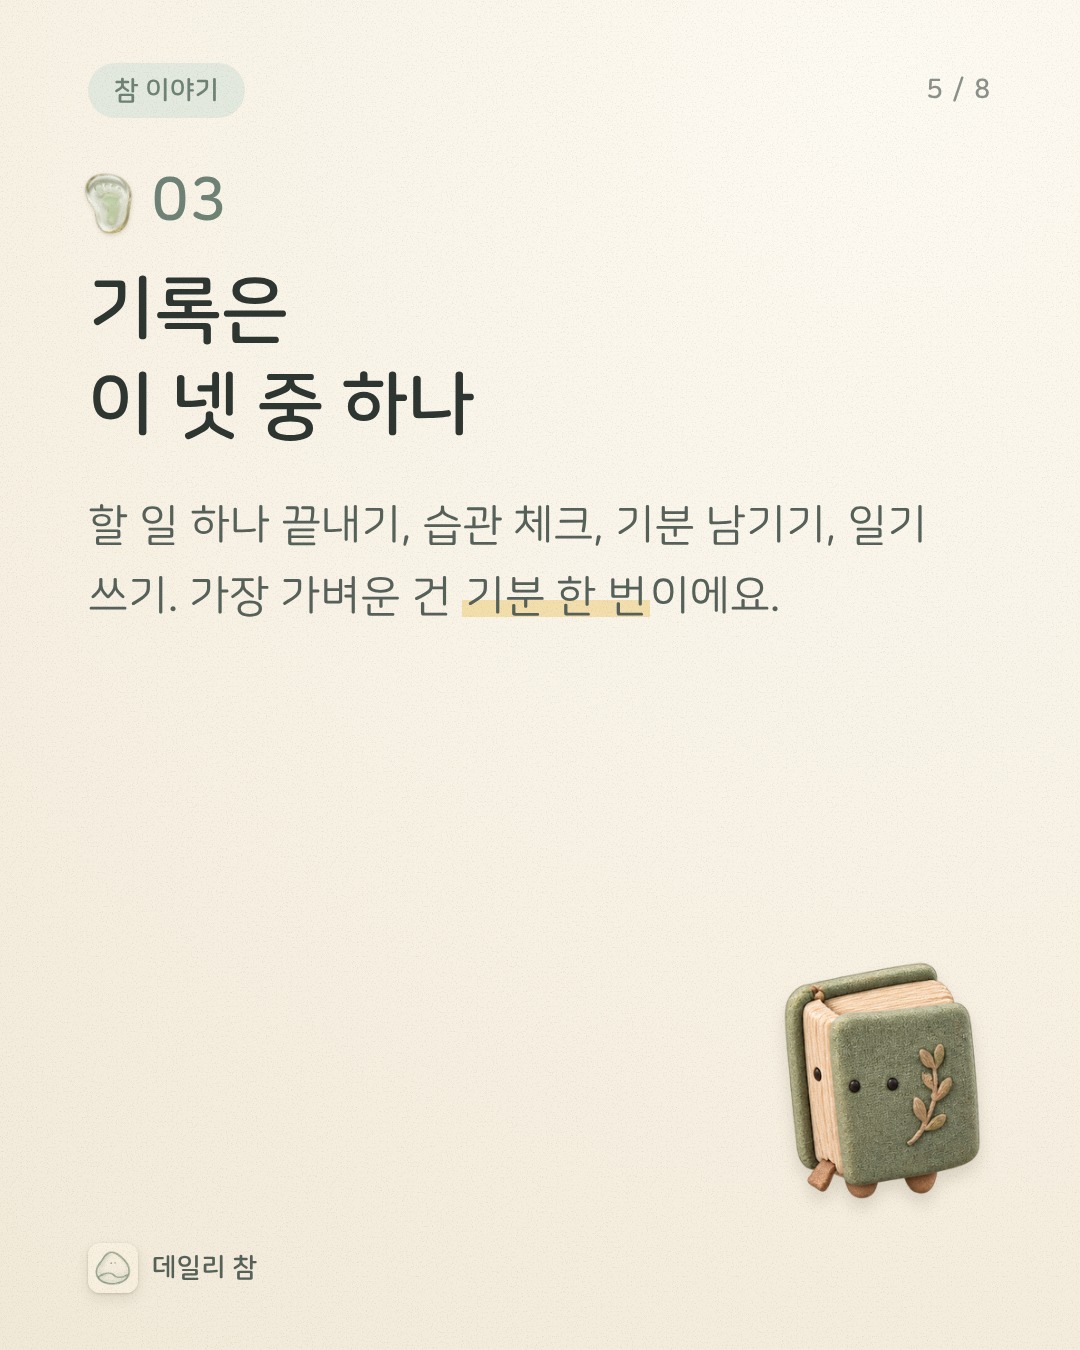 참 이야기
5 / 8
03
기록은
이 넷 중 하나
할 일 하나 끝내기, 습관 체크, 기분 남기기, 일기
쓰기. 가장 가벼운 건 기분 한 번이에요.
데일리 참